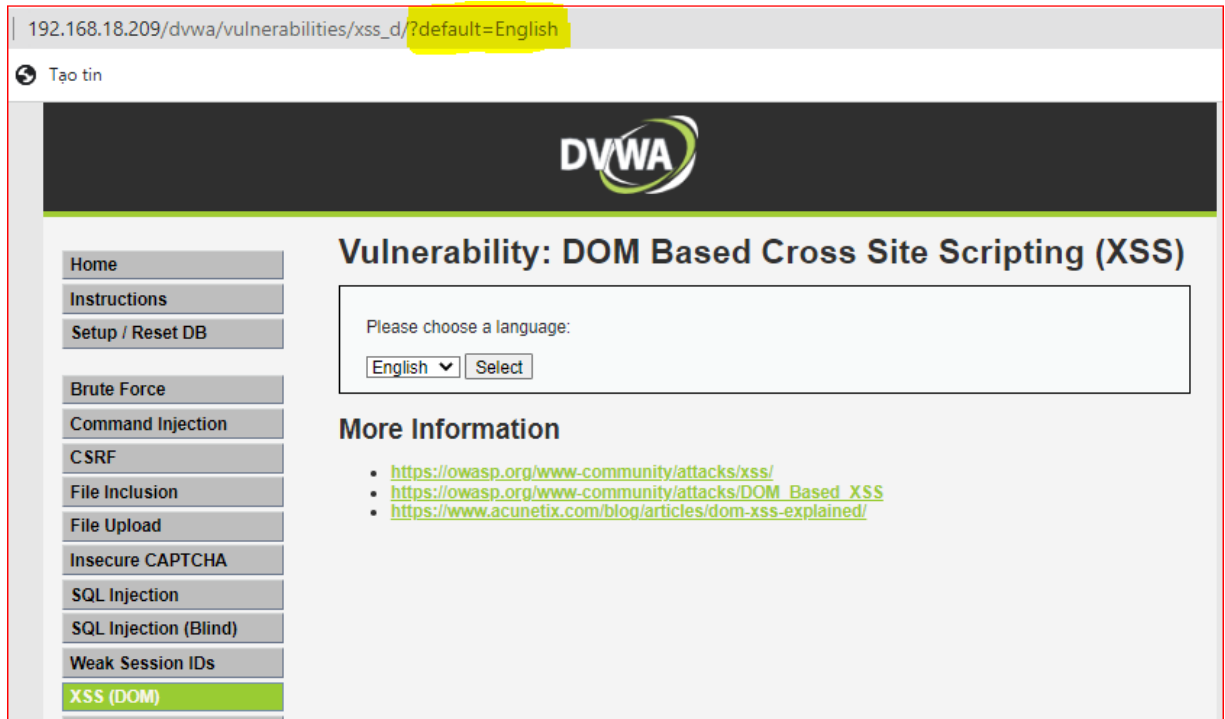 192.168.18.209/dvwa/vulnerabilities/xss_d/?default=English
Tạo tin
DVWA
Home
Instructions
Setup / Reset DB
Brute Force
Command Injection
CSRF
File Inclusion
File Upload
Insecure CAPTCHA
SQL Injection
SQL Injection (Blind)
Weak Session IDs
XSS (DOM)
Vulnerability: DOM Based Cross Site Scripting (XSS)
Please choose a language:
English Select
More Information
https://owasp.org/www-community/attacks/xss/
https://owasp.org/www-community/attacks/DOM_Based_XSS
https://www.acunetix.com/blog/articles/dom-xss-explained/